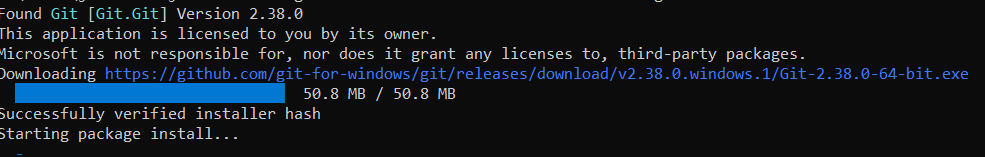 Found Git [Git.Git] Version 2.38.0
This application is licensed to you by its owner.
Microsoft is not responsible for, nor does it grant any licenses to, third-party packages.
Downloading https://github.com/git-for-windows/git/releases/download/v2.38.0.windows.1/Git-2.38.0-64-bit.exe
50.8 MB / 50.8 MB
Successfully verified installer hash
Starting package install...